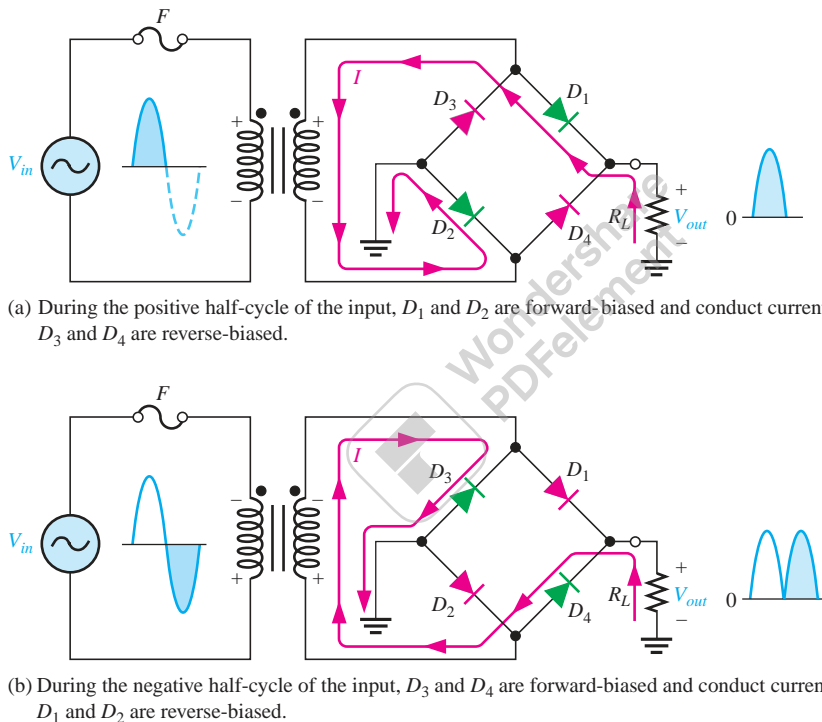 F
I
D3
D1
Vin
+
+
−
−
D2
D4
RL
+
Vout
−
0
Wondershare
PDFelement
(a) During the positive half-cycle of the input, D1 and D2 are forward-biased and conduct curren
D3 and D4 are reverse-biased.
F
I
D3
D1
Vin
−
−
+
+
D2
D4
RL
+
Vout
−
0
(b) During the negative half-cycle of the input, D3 and D4 are forward-biased and conduct curren
D1 and D2 are reverse-biased.